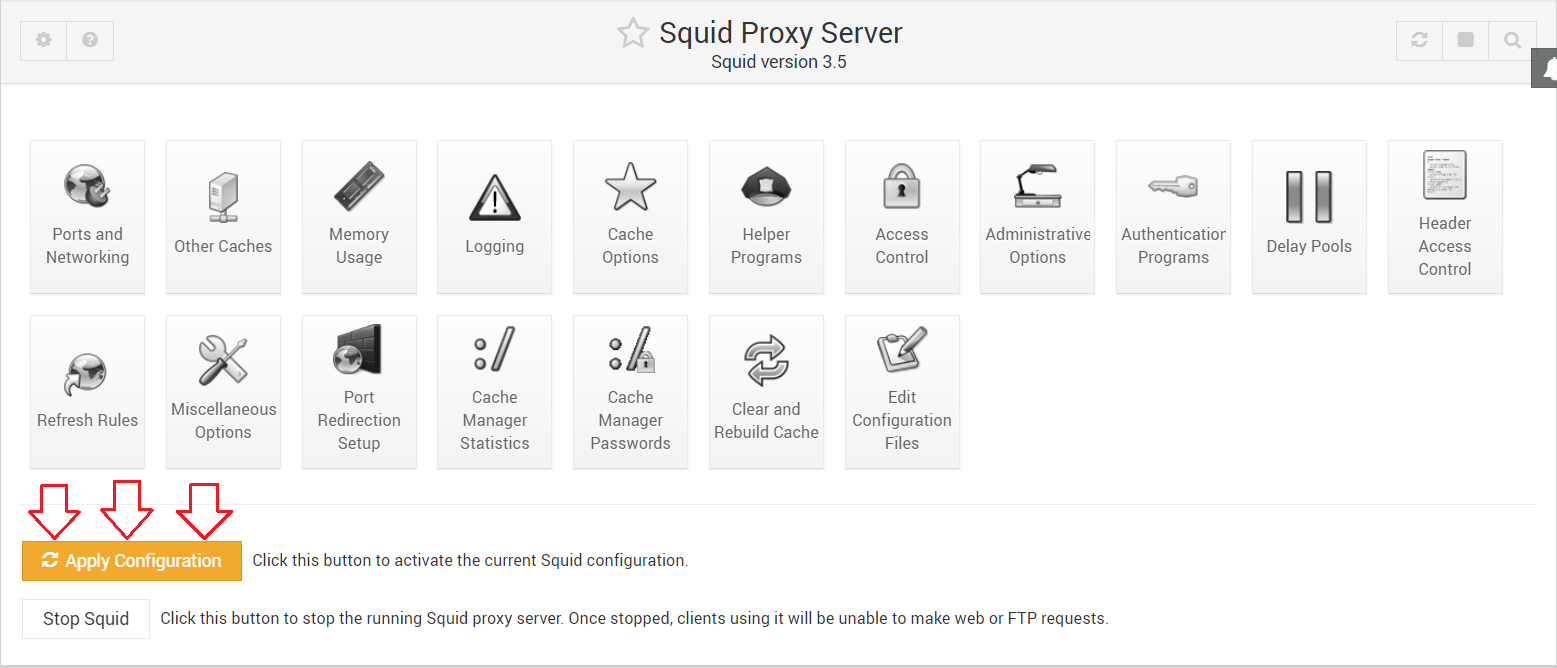 Squid Proxy Server
Squid version 3.5
Ports and
Networking
Other Caches
Memory
Usage
Logging
Cache
Options
Helper
Programs
Access
Control
Administrative
Options
Authentication
Programs
Delay Pools
Header
Access
Control
Refresh Rules
Miscellaneous
Options
Port
Redirection
Setup
Cache
Manager
Statistics
Cache
Manager
Passwords
Clear and
Rebuild Cache
Edit
Configuration
Files
Apply Configuration Click this button to activate the current Squid configuration.
Stop Squid Click this button to stop the running Squid proxy server. Once stopped, clients using it will be unable to make web or FTP requests.